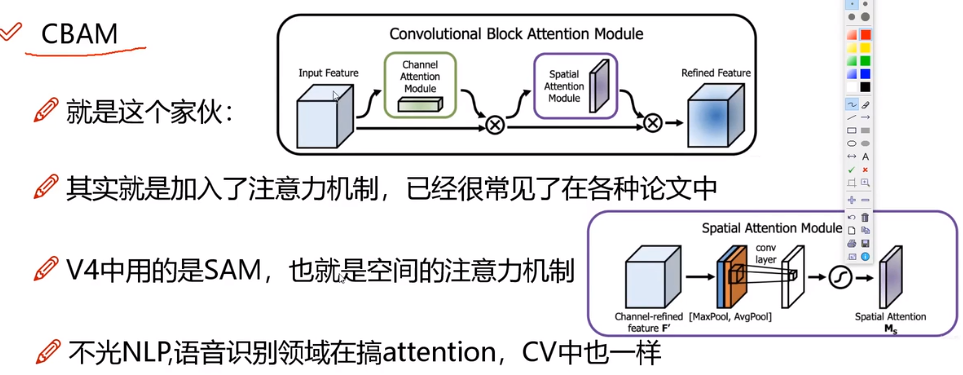 CBAM
Convolutional Block Attention Module
Input Feature
Channel
Attention
Module
Spatial
Attention
Module
Refined Feature
就是这个家伙：
其实就是加入了注意力机制，已经很常见了在各种论文中
V4中用的是SAM，也就是空间的注意力机制
Spatial Attention Module
conv
layer
Channel-refined
feature F'
[MaxPool, AvgPool]
Spatial Attention
Ms
不光NLP,语音识别领域在搞attention，CV中也一样
A